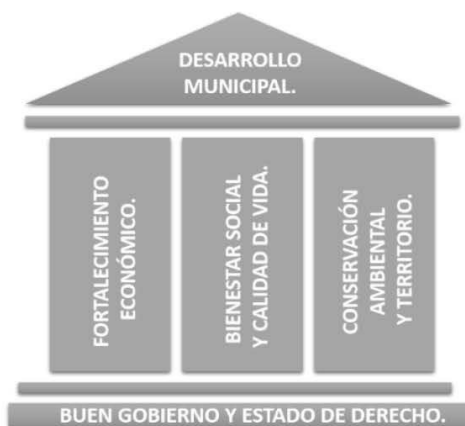 DESARROLLO
MUNICIPAL.
FORTALECIMIENTO
ECONÓMICO.
BIENESTAR SOCIAL
Y CALIDAD DE VIDA.
CONSERVACIÓN
AMBIENTAL
Y TERRITORIO.
BUEN GOBIERNO Y ESTADO DE DERECHO.